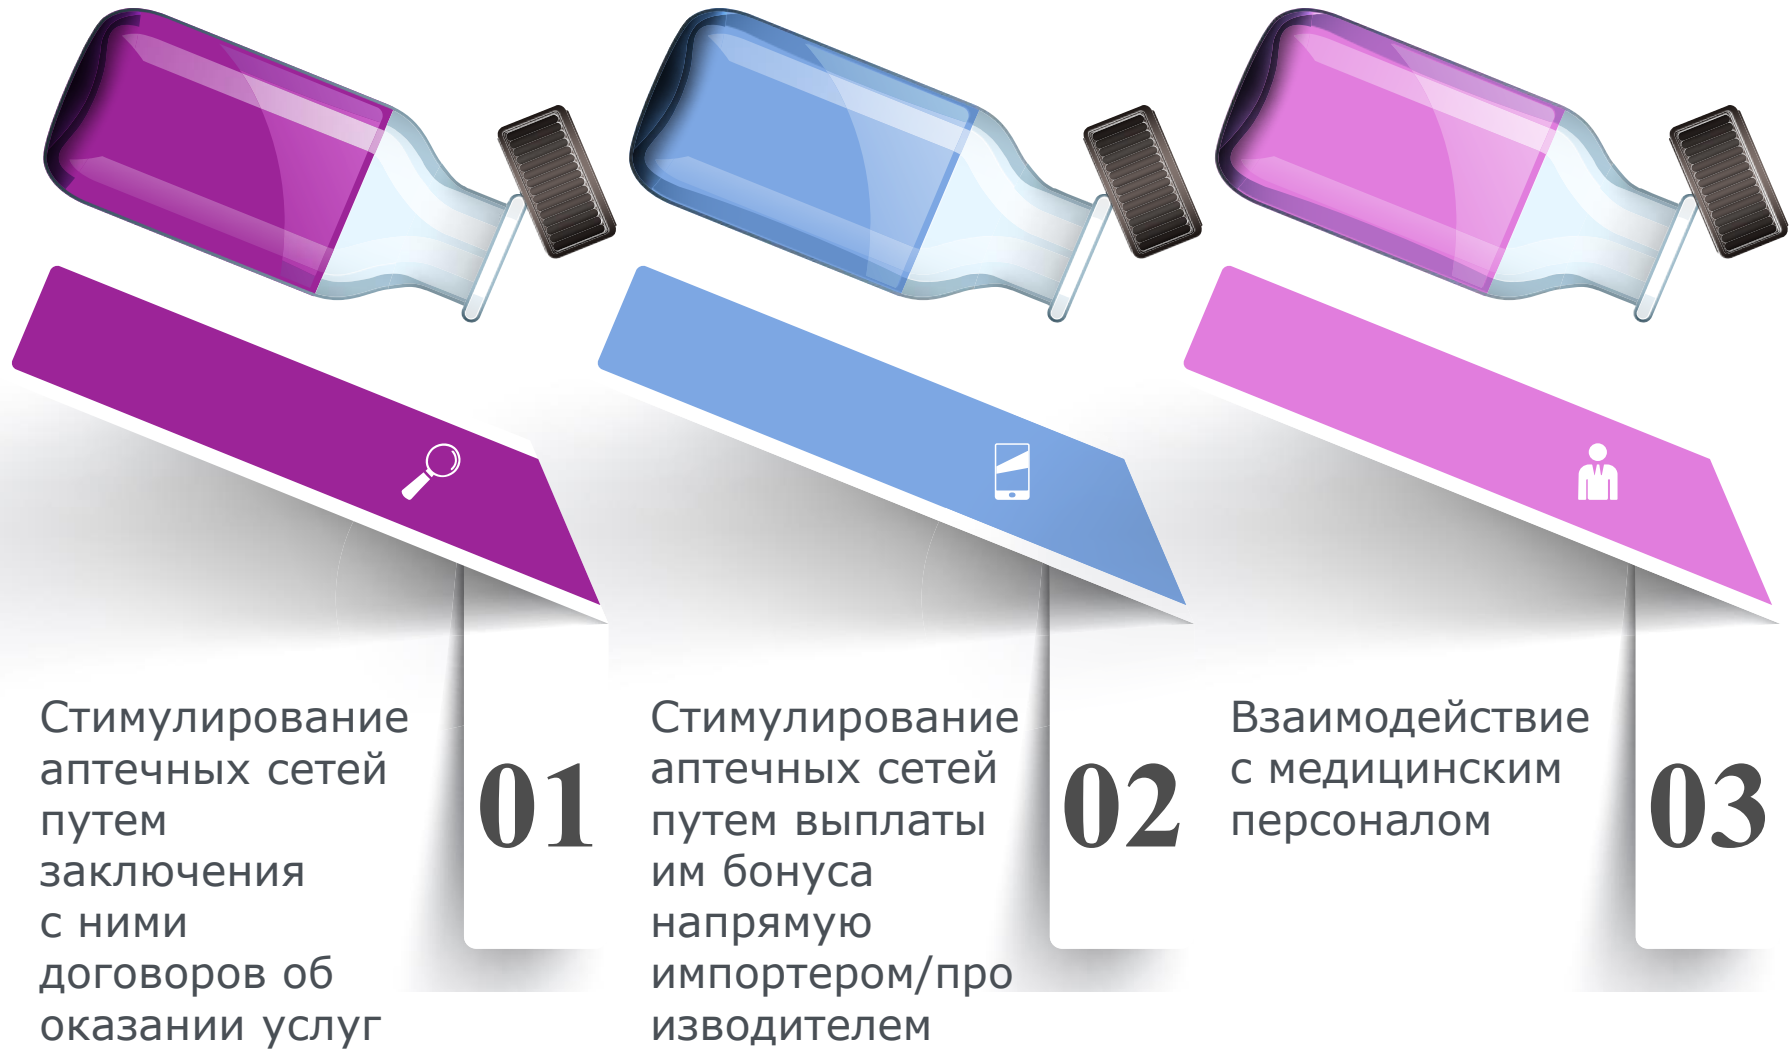 Стимулирование
аптечных сетей
путем
заключения
с ними
договоров об
оказании услуг
01
Стимулирование
аптечных сетей
путем выплаты
им бонуса
напрямую
импортером/про
изводителем
02
Взаимодействие
с медицинским
персоналом
03